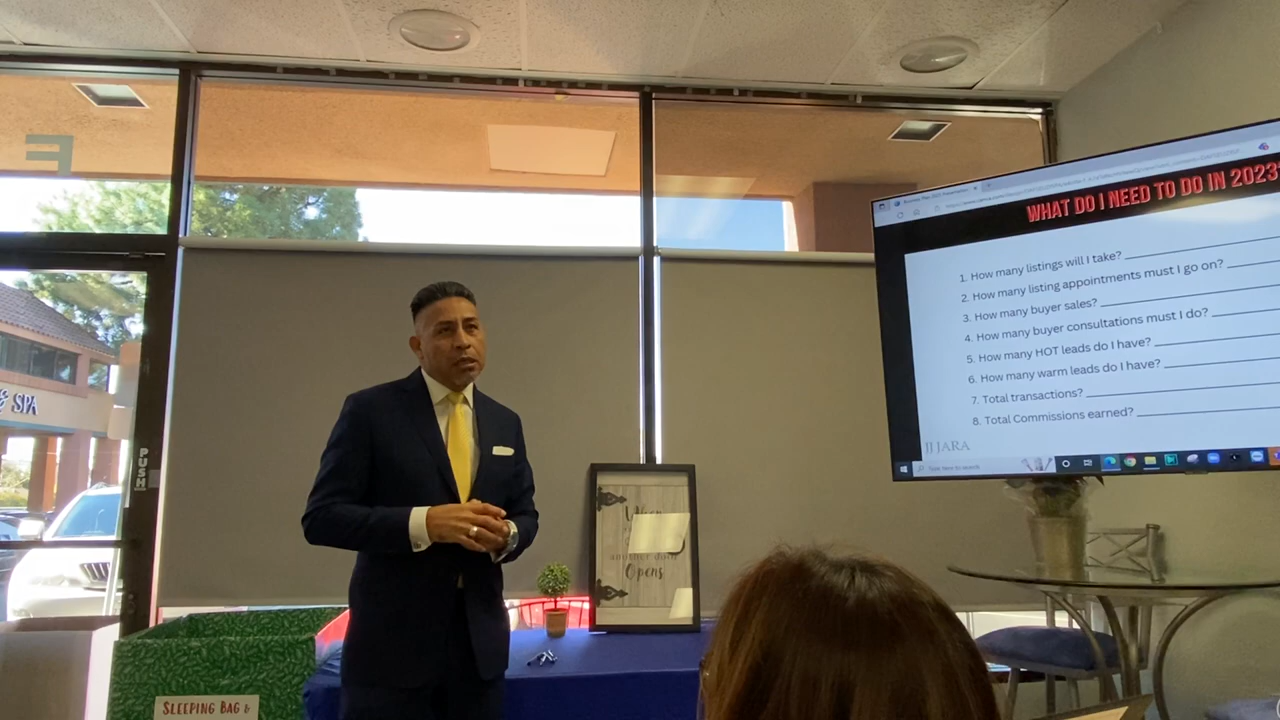 WHAT DO I NEED TO DO IN 2023?
1. How many listings will I take?
2. How many listing appointments must I go on?
3. How many buyer sales?
4. How many buyer consultations must I do?
5. How many HOT leads do I have?
6. How many warm leads do I have?
7. Total transactions?
8. Total Commissions earned?
JJ JARA
Type here to search
& SPA
PUSH
When
another door
Opens
SLEEPING BAG &